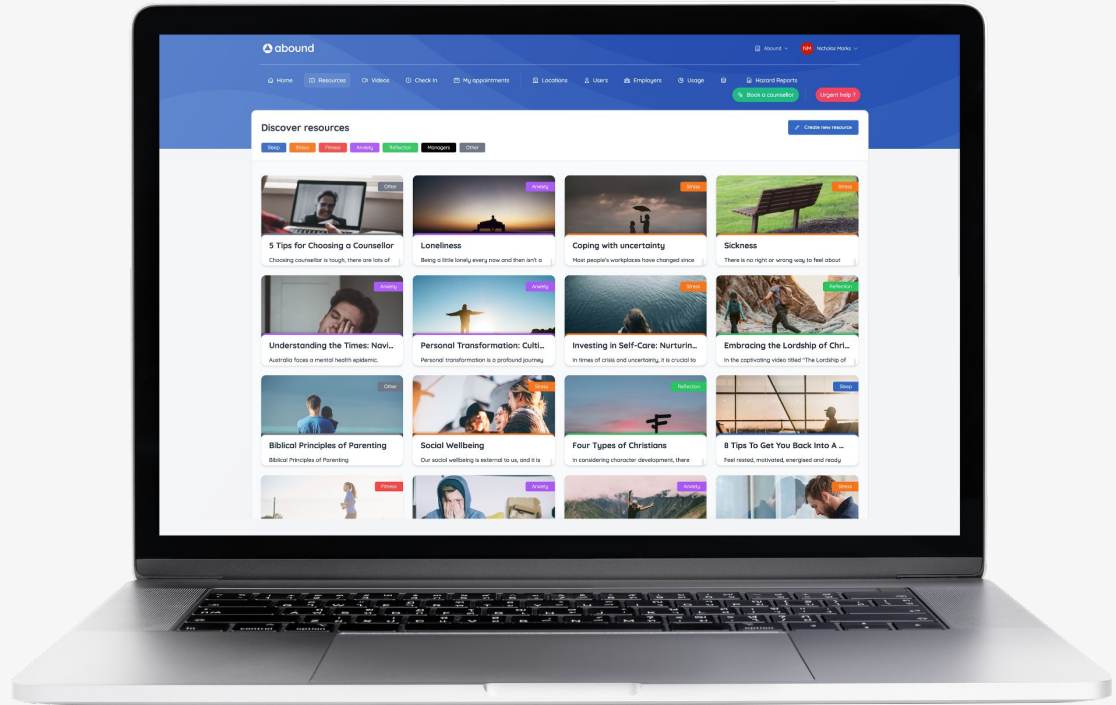 abound
Abound
NM
Nicholas Marks
Home
Resources
Videos
Check In
My appointments
Locations
Users
Employers
Usage
Hazard Reports
Book a counsellor
Urgent help ?
Discover resources
Create new resource
Sleep
Stress
Fitness
Anxiety
Reflection
Managers
Other
Other
Anxiety
Stress
Stress
5 Tips for Choosing a Counsellor
Loneliness
Coping with uncertainty
Sickness
Choosing counsellor is tough, there are lots of
Being a little lonely every now and then isn't a
Most people's workplaces have changed since
There is no right or wrong way to feel about
Anxiety
Anxiety
Stress
Reflection
Understanding the Times: Navi...
Personal Transformation: Culti...
Investing in Self-Care: Nurturin...
Embracing the Lordship of Chri...
Australia faces a mental health epidemic.
Personal transformation is a profound journey
In times of crisis and uncertainty, it is crucial to
In the captivating video titled "The Lordship of
Other
Stress
Reflection
Sleep
Biblical Principles of Parenting
Social Wellbeing
Four Types of Christians
8 Tips To Get You Back Into A ...
Biblical Principles of Parenting
Our social wellbeing is external to us, and it is
In considering character development, there
Feel rested, motivated, energised and ready
Fitness
Anxiety
Anxiety
Stress
fn
control
option
option